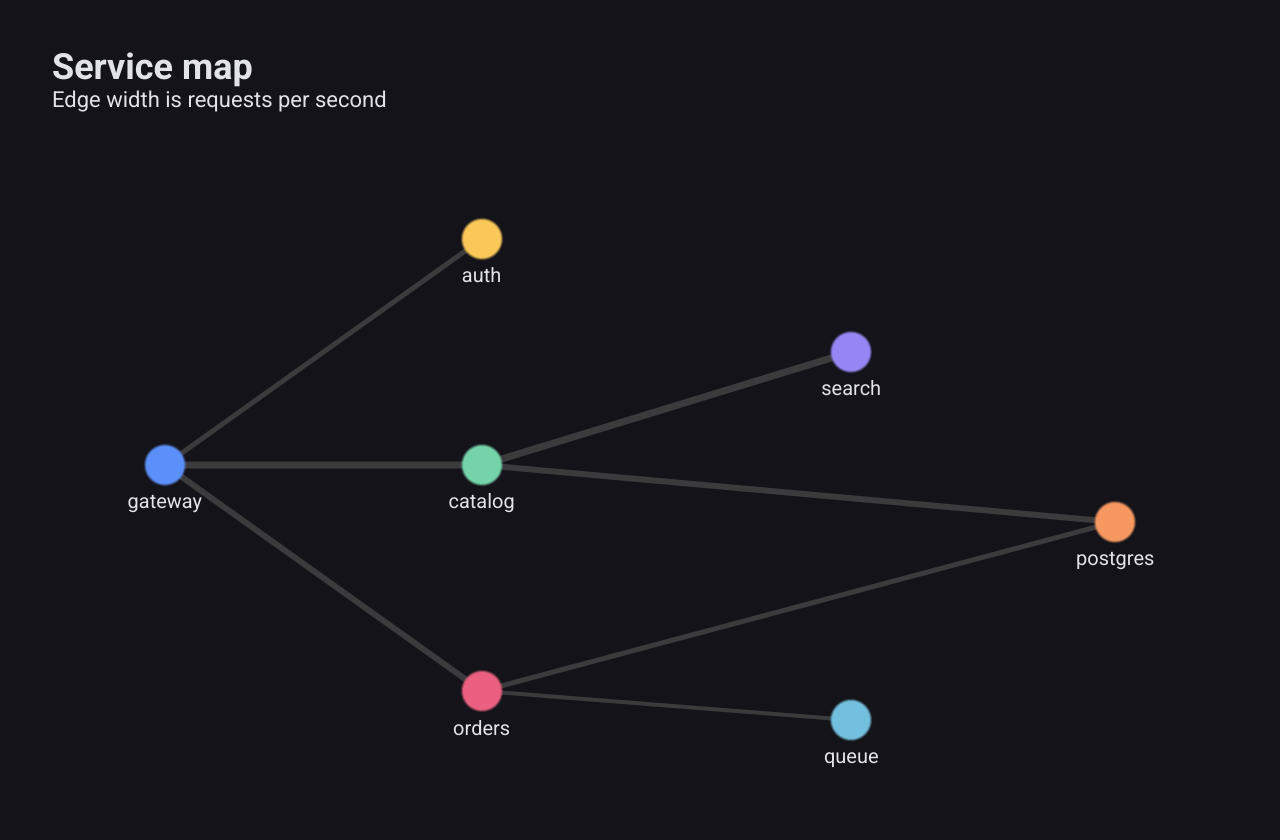 Service map
Edge width is requests per second
auth
search
gateway
catalog
postgres
orders
queue